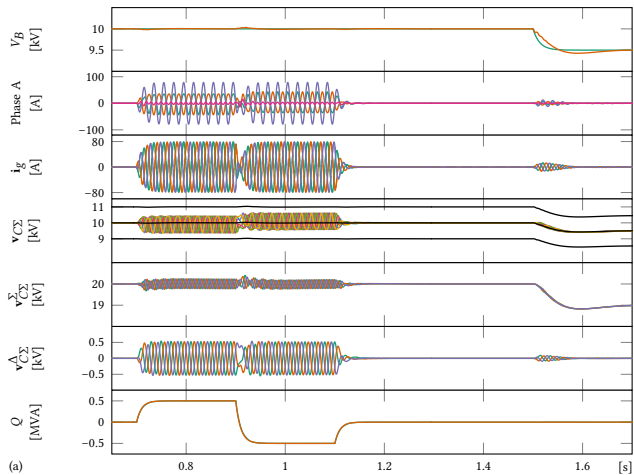 V_B [kV]
10
9.5
Phase A [A]
100
0
−100
i_g [A]
80
0
−80
v_CΣ [kV]
11
10
9
v^Σ_CΣ [kV]
20
19
v^Δ_CΣ [kV]
0.5
0
−0.5
Q [MVA]
0.5
0
−0.5
0.8 1 1.2 1.4 1.6 [s]
(a)